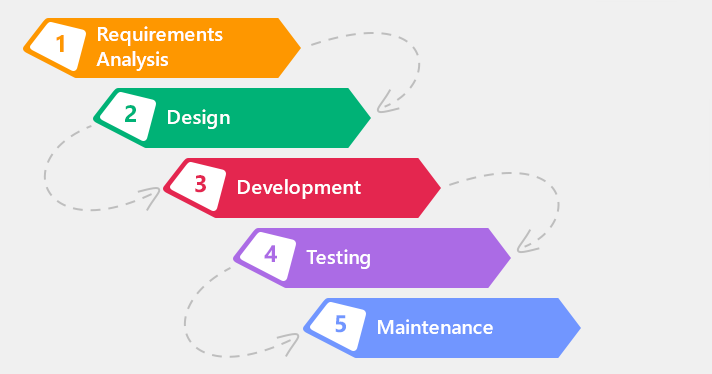 1
Requirements
Analysis
2
Design
3
Development
4
Testing
5
Maintenance